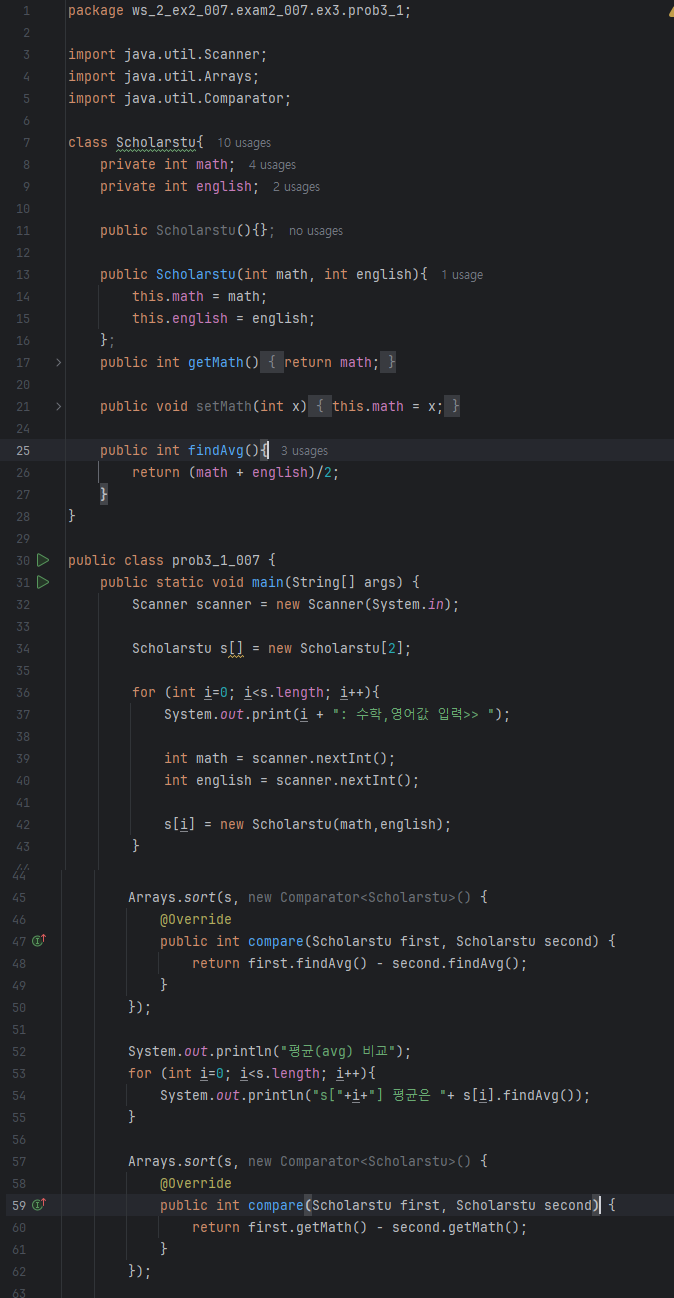 1 package ws_2_ex2_007.exam2_007.ex3.prob3_1;
2
3 import java.util.Scanner;
4 import java.util.Arrays;
5 import java.util.Comparator;
6
7 class Scholarstu{ 10 usages
8 private int math; 4 usages
9 private int english; 2 usages
10
11 public Scholarstu(){}; no usages
12
13 public Scholarstu(int math, int english){ 1 usage
14 this.math = math;
15 this.english = english;
16 };
17 public int getMath() { return math; }
20
21 public void setMath(int x) { this.math = x; }
24
25 public int findAvg(){ 3 usages
26 return (math + english)/2;
27 }
28 }
29
30 public class prob3_1_007 {
31 public static void main(String[] args) {
32 Scanner scanner = new Scanner(System.in);
33
34 Scholarstu s[] = new Scholarstu[2];
35
36 for (int i=0; i<s.length; i++){
37 System.out.print(i + ": 수학,영어값 입력>> ");
38
39 int math = scanner.nextInt();
40 int english = scanner.nextInt();
41
42 s[i] = new Scholarstu(math,english);
43 }
44
44
45 Arrays.sort(s, new Comparator<Scholarstu>() {
46 @Override
47 public int compare(Scholarstu first, Scholarstu second) {
48 return first.findAvg() - second.findAvg();
49 }
50 });
51
52 System.out.println("평균(avg) 비교");
53 for (int i=0; i<s.length; i++){
54 System.out.println("s["+i+"] 평균은 "+ s[i].findAvg());
55 }
56
57 Arrays.sort(s, new Comparator<Scholarstu>() {
58 @Override
59 public int compare(Scholarstu first, Scholarstu second) {
60 return first.getMath() - second.getMath();
61 }
62 });
63